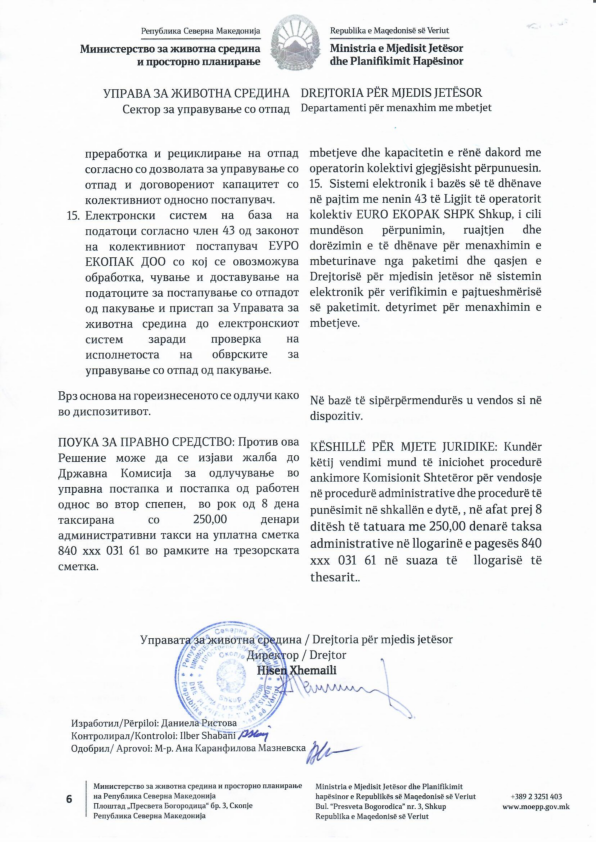 Република Северна Македонија
Министерство за животна средина
и просторно планирање
Republika e Maqedonisë së Veriut
Ministria e Mjedisit Jetësor
dhe Planifikimit Hapësinor
УПРАВА ЗА ЖИВОТНА СРЕДИНА
Сектор за управување со отпад
DREJTORIA PËR MJEDIS JETËSOR
Departamenti për menaxhim me mbetjet
преработка и рециклирање на отпад
согласно со дозволата за управување со
отпад и договорениот капацитет со
колективниот односно постапувач.
15. Електронски систем на база на
податоци согласно член 43 од законот
на колективниот постапувач ЕУРО
ЕКОПАК ДОО со кој се овозможува
обработка, чување и доставување на
податоците за постапување со отпадот
од пакување и пристап за Управата за
животна средина до електронскиот
систем заради проверка на
исполнетоста на обврските за
управување со отпад од пакување.
Врз основа на гореизнесеното се одлучи како
во диспозитивот.
ПОУКА ЗА ПРАВНО СРЕДСТВО: Против ова
Решение може да се изјави жалба до
Државна Комисија за одлучување во
управна постапка и постапка од работен
однос во втор спепен, во рок од 8 дена
таксирана со 250,00 денари
административни такси на уплатна сметка
840 xxx 031 61 во рамките на трезорската
сметка.
mbetjeve dhe kapacitetin e rënë dakord me
operatorin kolektivi gjegjësisht përpunuesin.
15. Sistemi elektronik i bazës së të dhënave
në pajtim me nenin 43 të Ligjit të operatorit
kolektiv EURO EKOPAK SHPK Shkup, i cili
mundëson përpunimin, ruajtjen dhe
dorëzimin e të dhënave për menaxhimin e
mbeturinave nga paketimi dhe qasjen e
Drejtorisë për mjedisin jetësor në sistemin
elektronik për verifikimin e pajtueshmërisë
së paketimit. detyrimet për menaxhimin e
mbetjeve.
Në bazë të sipërpërmendurës u vendos si në
dispozitiv.
KËSHILLË PËR MJETE JURIDIKE: Kundër
këtij vendimi mund të iniciohet procedurë
ankimore Komisionit Shtetëror për vendosje
në procedurë administrative dhe procedurë të
punësimit në shkallën e dytë, , në afat prej 8
ditësh të tatuara me 250,00 denarë taksa
administrative në llogarinë e pagesës 840
xxx 031 61 në suaza të llogarisë të
thesarit..
Управата за животна средина / Drejtoria për mjedis jetësor
Директор / Drejtor
Hisen Xhemaili
Изработил/Përpiloi: Даниела Ристова
Контролирал/Kontroloi: Ilber Shabani
Одобрил/ Aprovoi: М-р. Ана Каранфилова Мазневска
6
Министерство за животна средина и просторно планирање
на Република Северна Македонија
Плоштад „Пресвета Богородица" бр. 3, Скопје
Република Северна Македонија
Ministria e Mjedisit Jetësor dhe Planifikimit
hapësinor e Republikës së Maqedonisë së Veriut
Bul. "Presveta Bogorodica" nr. 3, Shkup
Republika e Maqedonisë së Veriut
+389 2 3251 403
www.moepp.gov.mk